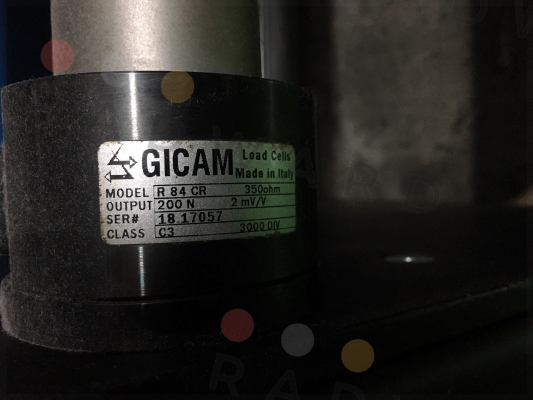 GICAM Load Cells
Made in Italy
MODEL R 84 CR 350ohm
OUTPUT 200 N 2 mV/V
SER# 18.17057
CLASS C3 3000 DIV